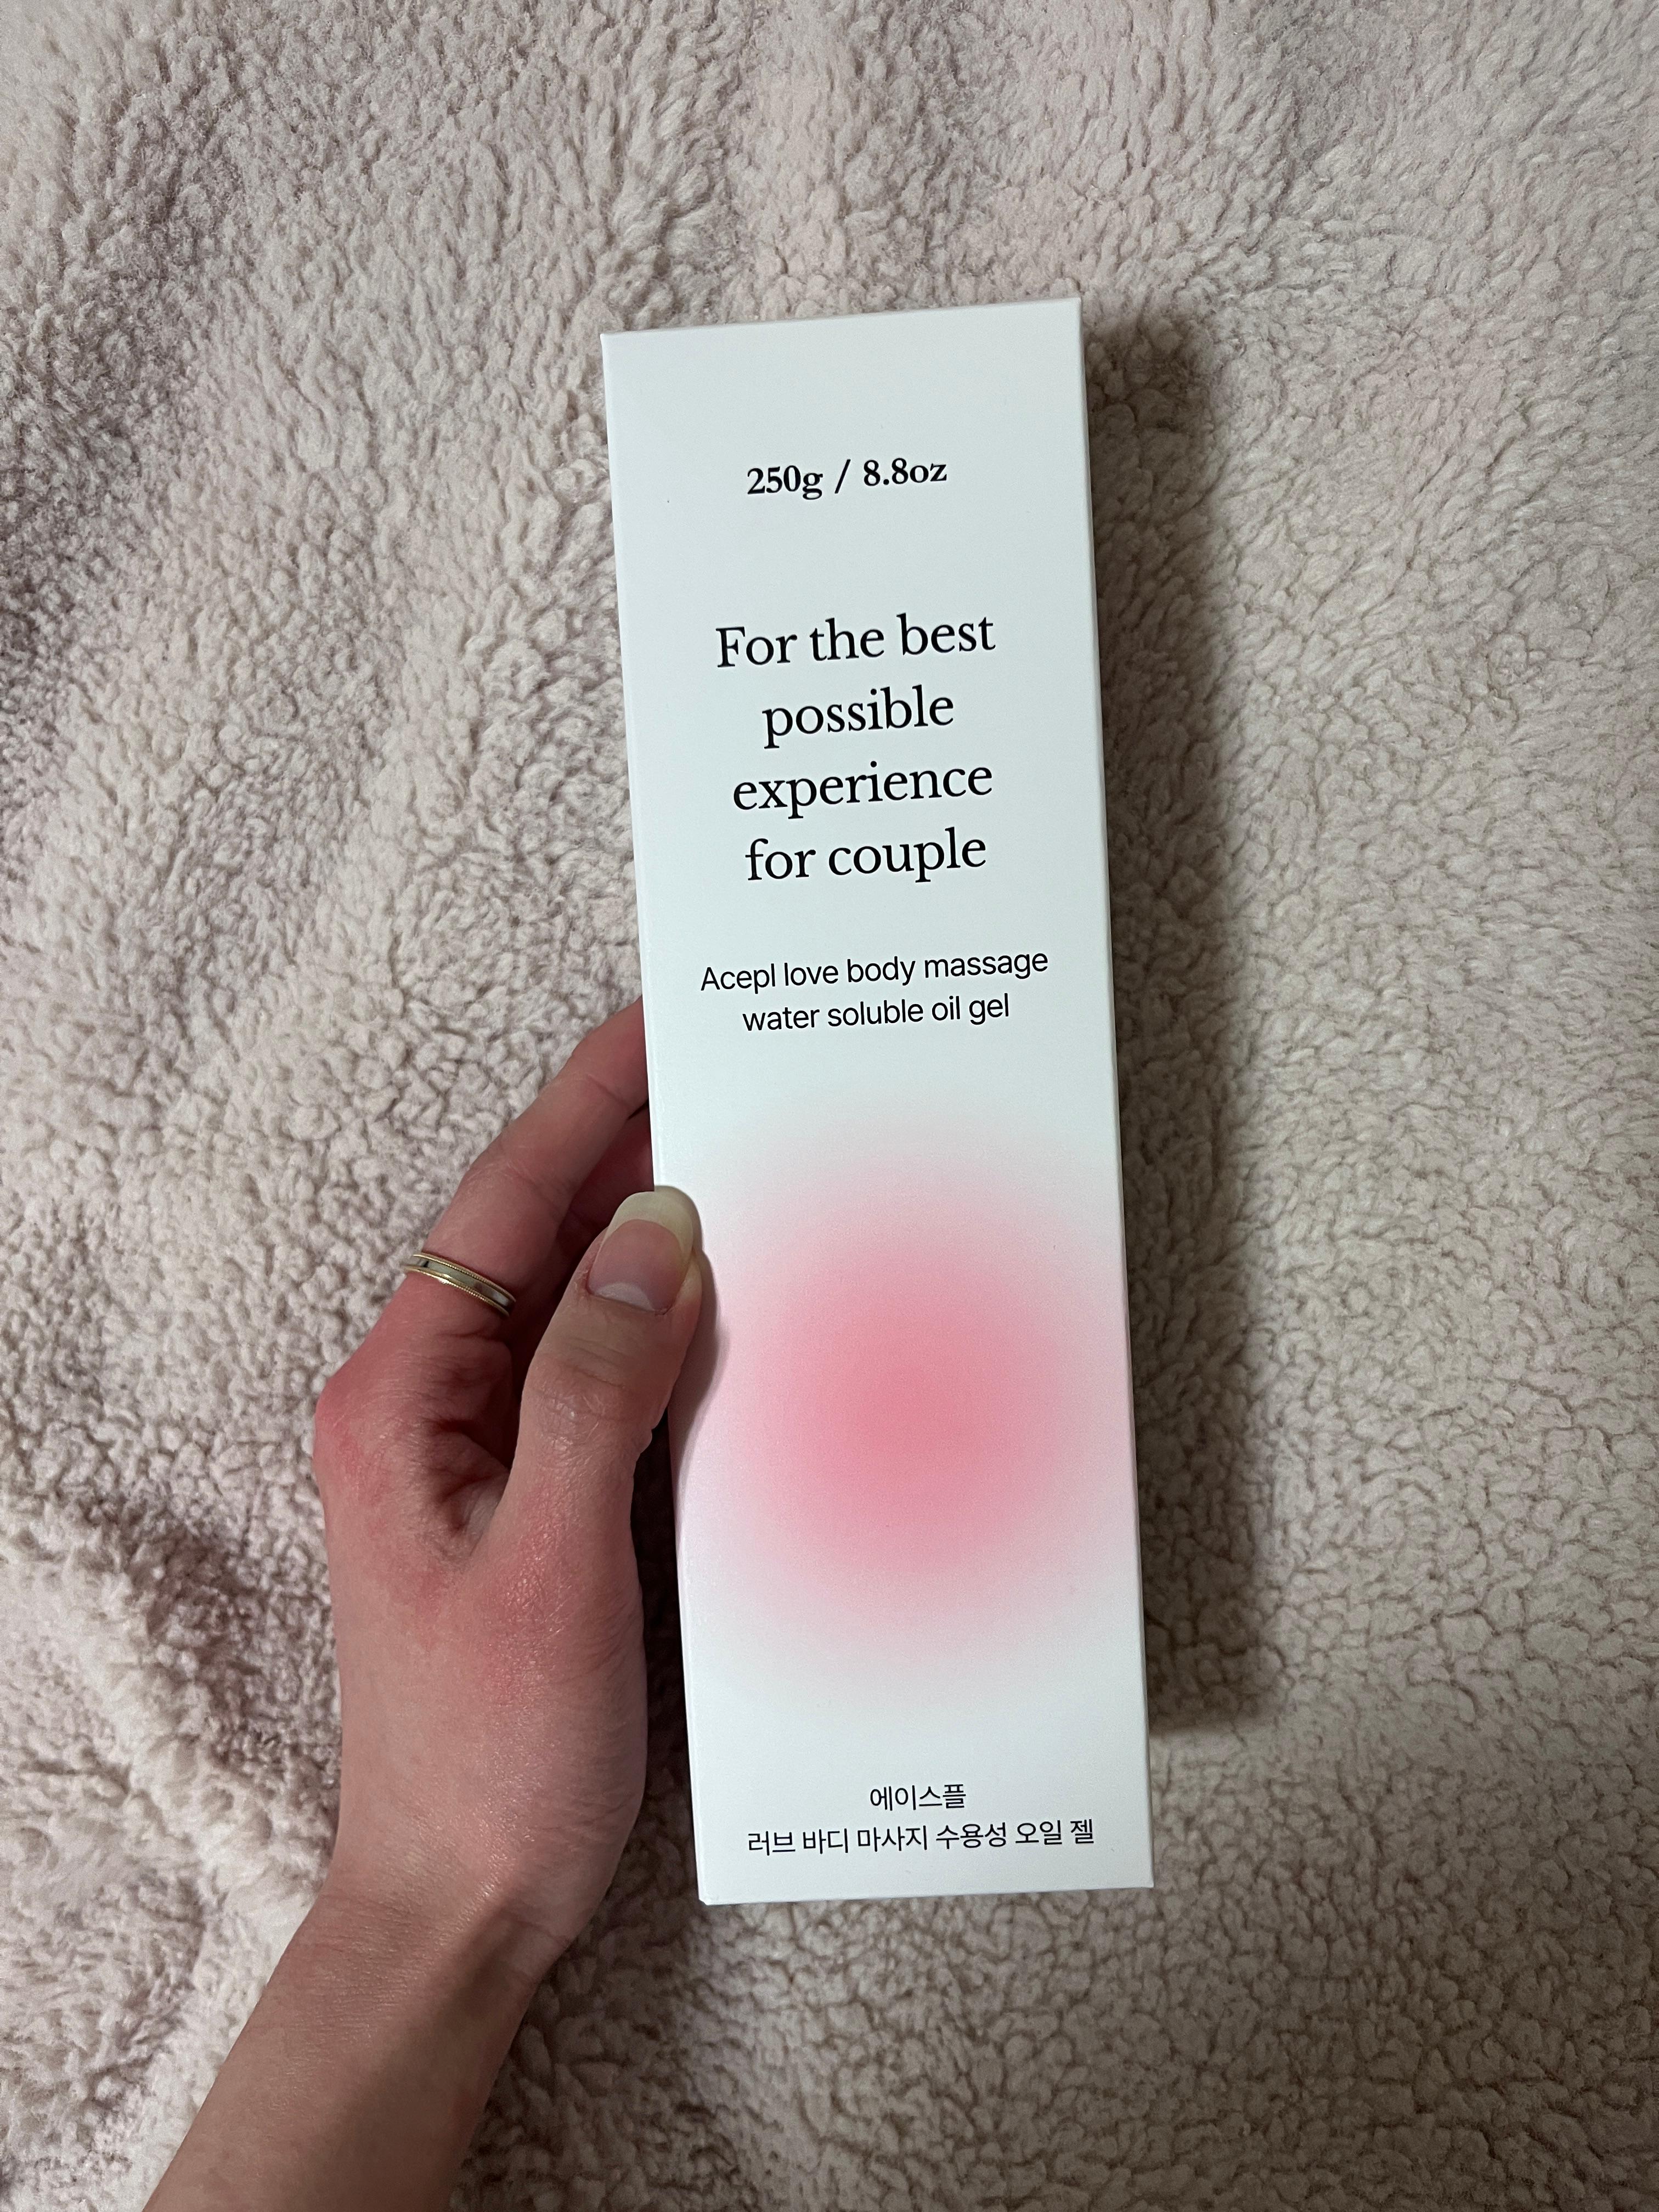 250g / 8.8oz
For the best
possible
experience
for couple
Acepl love body massage
water soluble oil gel
에이스플
러브 바디 마사지 수용성 오일 젤